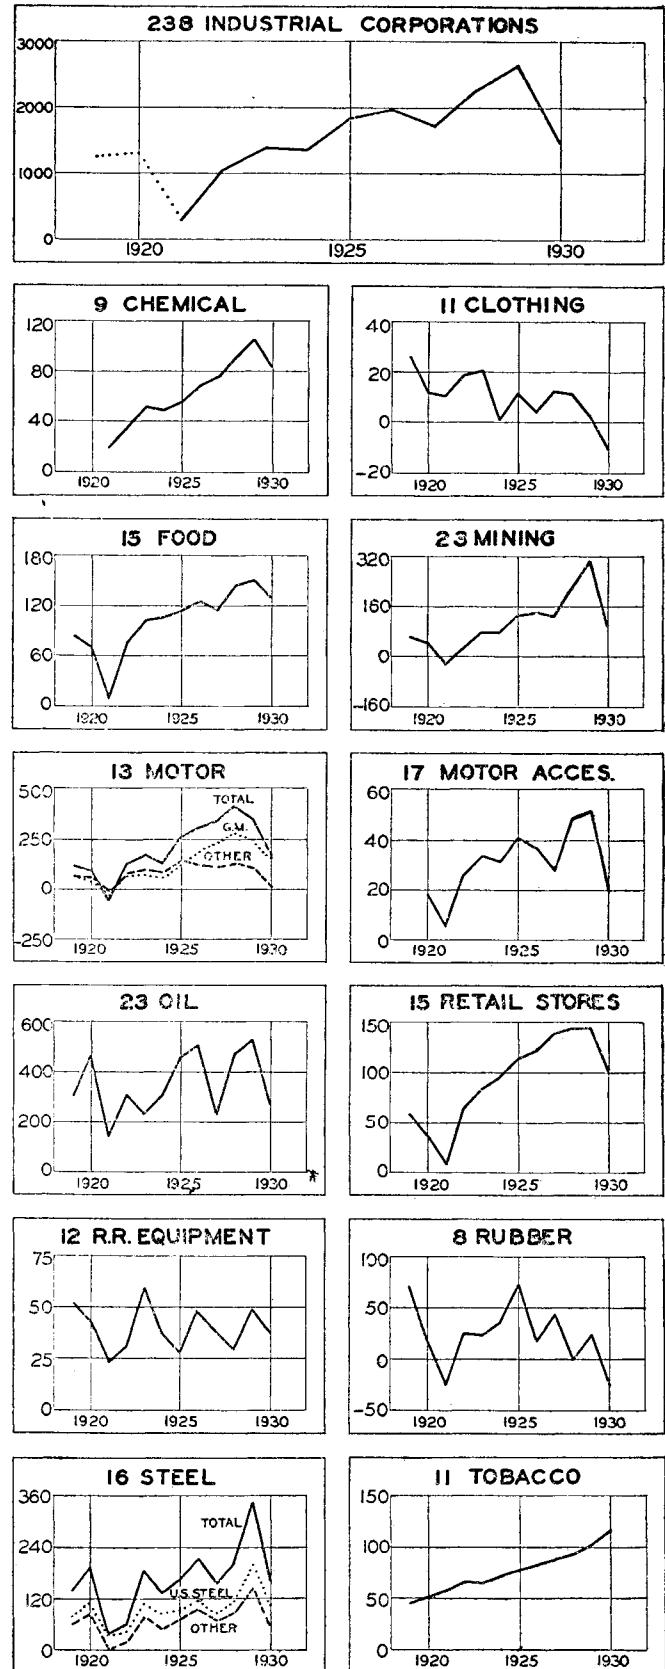 238 INDUSTRIAL CORPORATIONS
3000
2000
1000
0
1920 1925 1930
9 CHEMICAL
120
80
40
0
1920 1925 1930
11 CLOTHING
40
20
0
-20
1920 1925 1930
15 FOOD
180
120
60
0
1920 1925 1930
23 MINING
320
160
0
-160
1920 1925 1930
13 MOTOR
500
250
0
-250
TOTAL
G.M.
OTHER
1920 1925 1930
17 MOTOR ACCES.
60
40
20
0
1920 1925 1930
23 OIL
600
400
200
0
1920 1925 1930
15 RETAIL STORES
150
100
50
0
1920 1925 1930
12 R.R. EQUIPMENT
75
50
25
0
1920 1925 1930
8 RUBBER
100
50
0
-50
1920 1925 1930
16 STEEL
360
240
120
0
TOTAL
U.S. STEEL
OTHER
1920 1925 1930
11 TOBACCO
150
100
50
0
1920 1925 1930